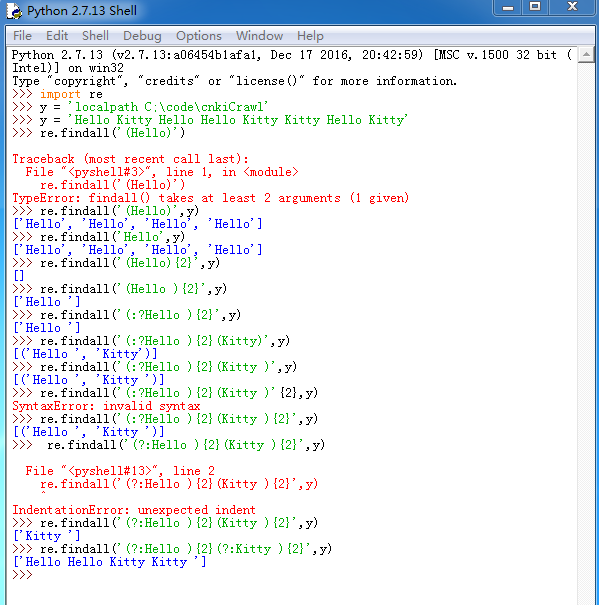 Python 2.7.13 Shell
File Edit Shell Debug Options Window Help
Python 2.7.13 (v2.7.13:a06454b1afa1, Dec 17 2016, 20:42:59) [MSC v.1500 32 bit (
Intel)] on win32
Type "copyright", "credits" or "license()" for more information.
>>> import re
>>> y = 'localpath C:\code\cnkiCrawl'
>>> y = 'Hello Kitty Hello Hello Kitty Kitty Hello Kitty'
>>> re.findall('(Hello)')
Traceback (most recent call last):
  File "<pyshell#3>", line 1, in <module>
    re.findall('(Hello)')
TypeError: findall() takes at least 2 arguments (1 given)
>>> re.findall('(Hello)',y)
['Hello', 'Hello', 'Hello', 'Hello']
>>> re.findall('Hello',y)
['Hello', 'Hello', 'Hello', 'Hello']
>>> re.findall('(Hello){2}',y)
[]
>>> re.findall('(Hello ){2}',y)
['Hello ']
>>> re.findall('(:?Hello ){2}',y)
['Hello ']
>>> re.findall('(:?Hello ){2}(Kitty)',y)
[('Hello ', 'Kitty')]
>>> re.findall('(:?Hello ){2}(Kitty )',y)
[('Hello ', 'Kitty ')]
>>> re.findall('(:?Hello ){2}(Kitty )'{2},y)
SyntaxError: invalid syntax
>>> re.findall('(:?Hello ){2}(Kitty ){2}',y)
[('Hello ', 'Kitty ')]
>>>  re.findall('(?:Hello ){2}(Kitty ){2}',y)
  File "<pyshell#13>", line 2
    re.findall('(?:Hello ){2}(Kitty ){2}',y)
    ^
IndentationError: unexpected indent
>>> re.findall('(?:Hello ){2}(Kitty ){2}',y)
['Kitty ']
>>> re.findall('(?:Hello ){2}(?:Kitty ){2}',y)
['Hello Hello Kitty Kitty ']
>>>